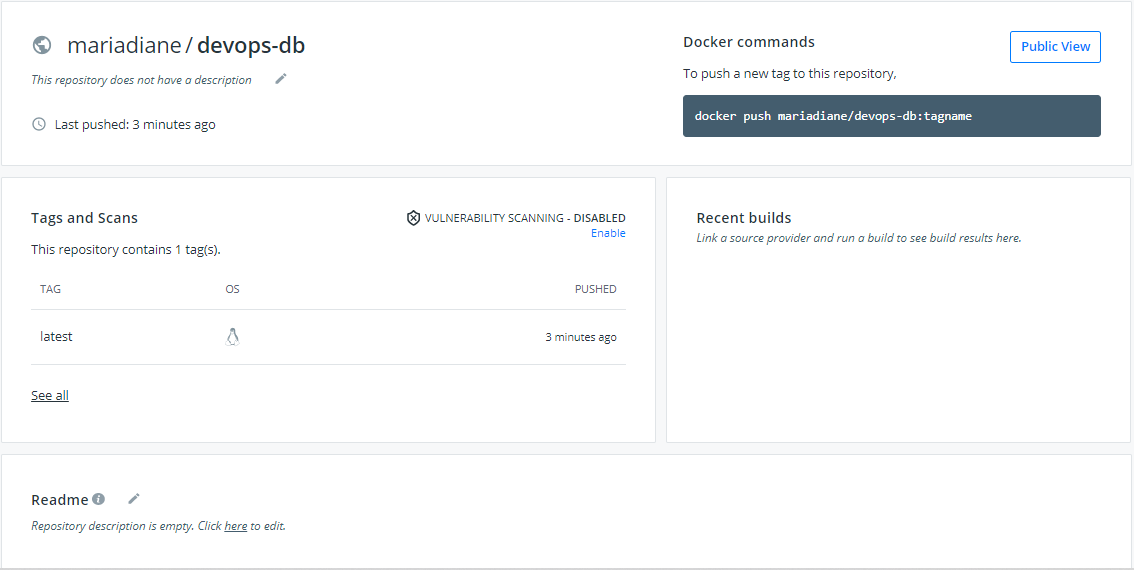 mariadiane / devops-db
This repository does not have a description
Last pushed: 3 minutes ago
Docker commands
Public View
To push a new tag to this repository,
docker push mariadiane/devops-db:tagname
Tags and Scans
VULNERABILITY SCANNING - DISABLED
Enable
This repository contains 1 tag(s).
TAG OS PUSHED
latest 3 minutes ago
See all
Recent builds
Link a source provider and run a build to see build results here.
Readme
Repository description is empty. Click here to edit.